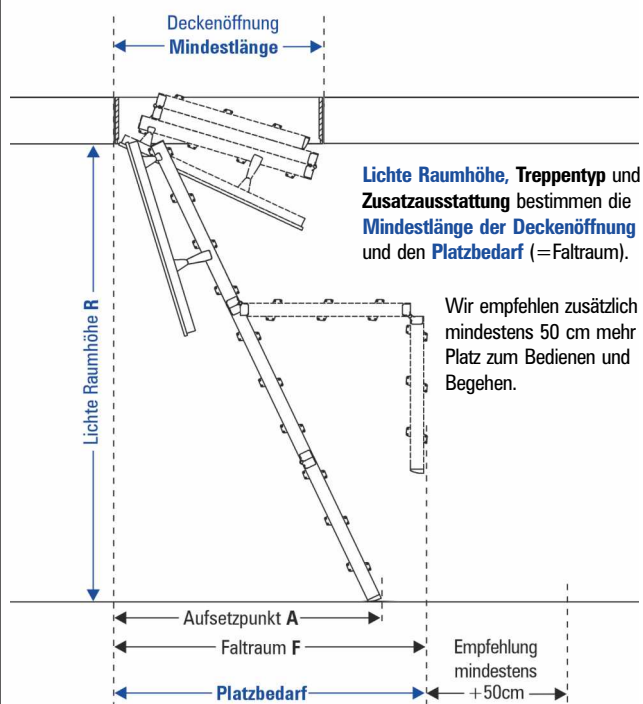 Deckenöffnung
Mindestlänge
Lichte Raumhöhe, Treppentyp und
Zusatzausstattung bestimmen die
Mindestlänge der Deckenöffnung
und den Platzbedarf (=Faltraum).
Wir empfehlen zusätzlich
mindestens 50 cm mehr
Platz zum Bedienen und
Begehen.
Lichte Raumhöhe R
Aufsetzpunkt A
Faltraum F
Empfehlung
mindestens
+50cm
Platzbedarf